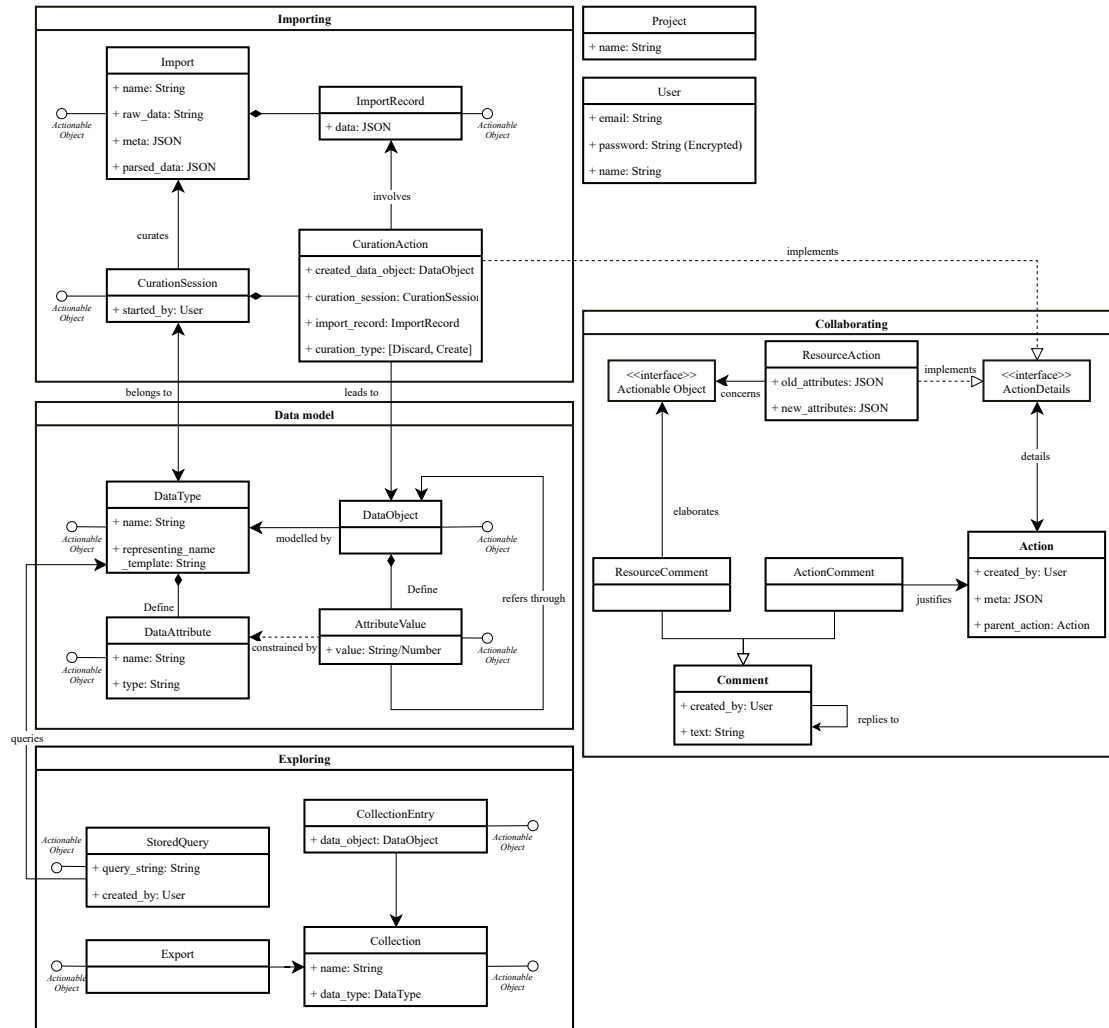 Importing
Import
+ name: String
+ raw_data: String
+ meta: JSON
+ parsed_data: JSON
Actionable
Object
ImportRecord
+ data: JSON
Actionable
Object
curates
involves
CurationSession
+ started_by: User
Actionable
Object
CurationAction
+ created_data_object: DataObject
+ curation_session: CurationSession
+ import_record: ImportRecord
+ curation_type: [Discard, Create]
belongs to
leads to
Project
+ name: String
User
+ email: String
+ password: String (Encrypted)
+ name: String
implements
Data model
DataType
+ name: String
+ representing_name
_template: String
Actionable
Object
modelled by
DataObject
Actionable
Object
Define
Define
refers through
DataAttribute
+ name: String
+ type: String
Actionable
Object
constrained by
AttributeValue
+ value: String/Number
Actionable
Object
queries
Collaborating
<<interface>>
Actionable Object
concerns
ResourceAction
+ old_attributes: JSON
+ new_attributes: JSON
implements
<<interface>>
ActionDetails
details
elaborates
ResourceComment
ActionComment
justifies
Action
+ created_by: User
+ meta: JSON
+ parent_action: Action
Comment
+ created_by: User
+ text: String
replies to
Exploring
StoredQuery
+ query_string: String
+ created_by: User
Actionable
Object
CollectionEntry
+ data_object: DataObject
Actionable
Object
Export
Actionable
Object
Collection
+ name: String
+ data_type: DataType
Actionable
Object